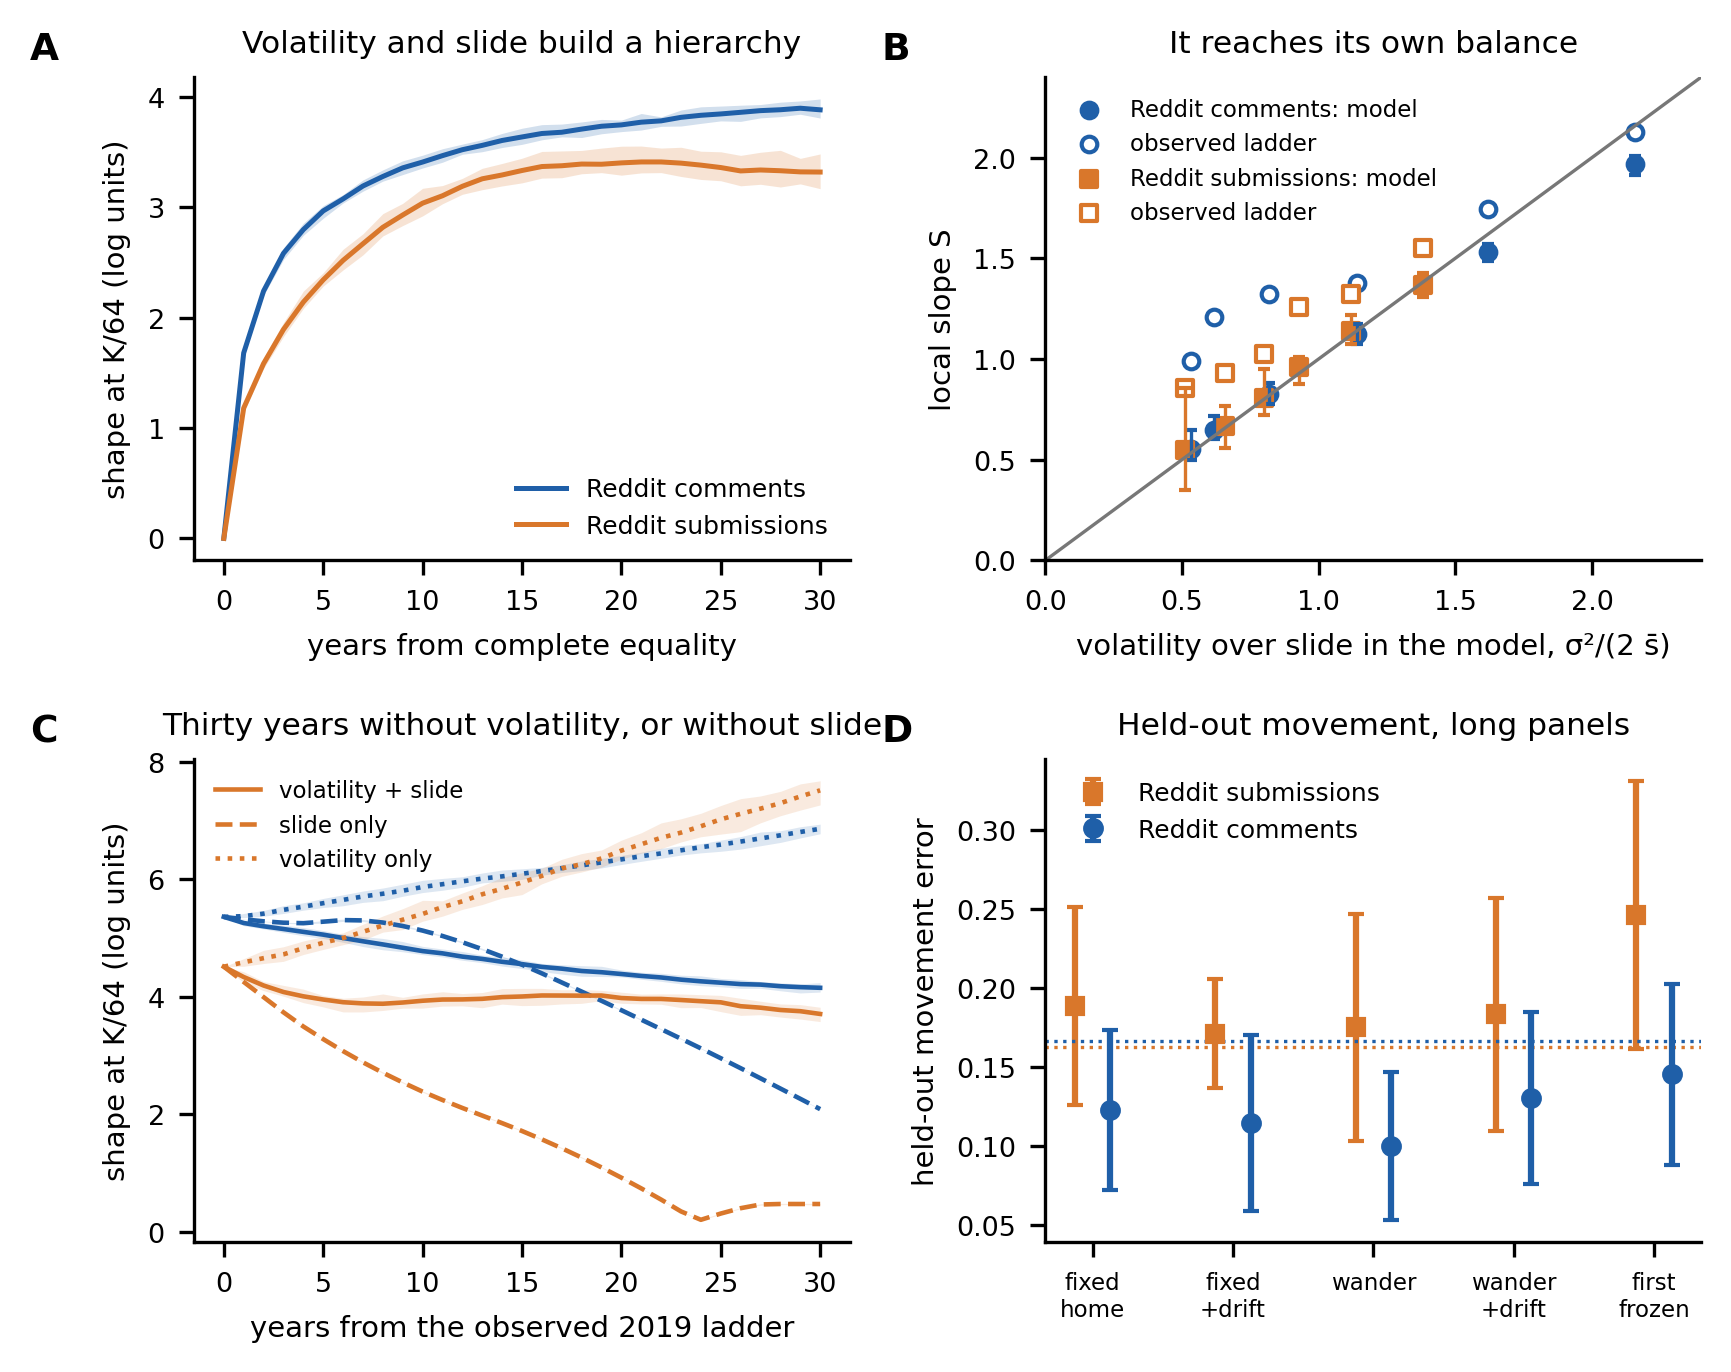 A
Volatility and slide build a hierarchy
shape at K/64 (log units)
4
3
2
1
0
Reddit comments
Reddit submissions
0 5 10 15 20 25 30
years from complete equality
B
It reaches its own balance
local slope S
Reddit comments: model
observed ladder
Reddit submissions: model
observed ladder
2.0
1.5
1.0
0.5
0.0
0.0 0.5 1.0 1.5 2.0
volatility over slide in the model, σ²/(2 s̄)
C
Thirty years without volatility, or without slide
shape at K/64 (log units)
8
6
4
2
0
volatility + slide
slide only
volatility only
0 5 10 15 20 25 30
years from the observed 2019 ladder
D
Held-out movement, long panels
held-out movement error
Reddit submissions
Reddit comments
0.30
0.25
0.20
0.15
0.10
0.05
fixed home
fixed +drift
wander
wander +drift
first frozen